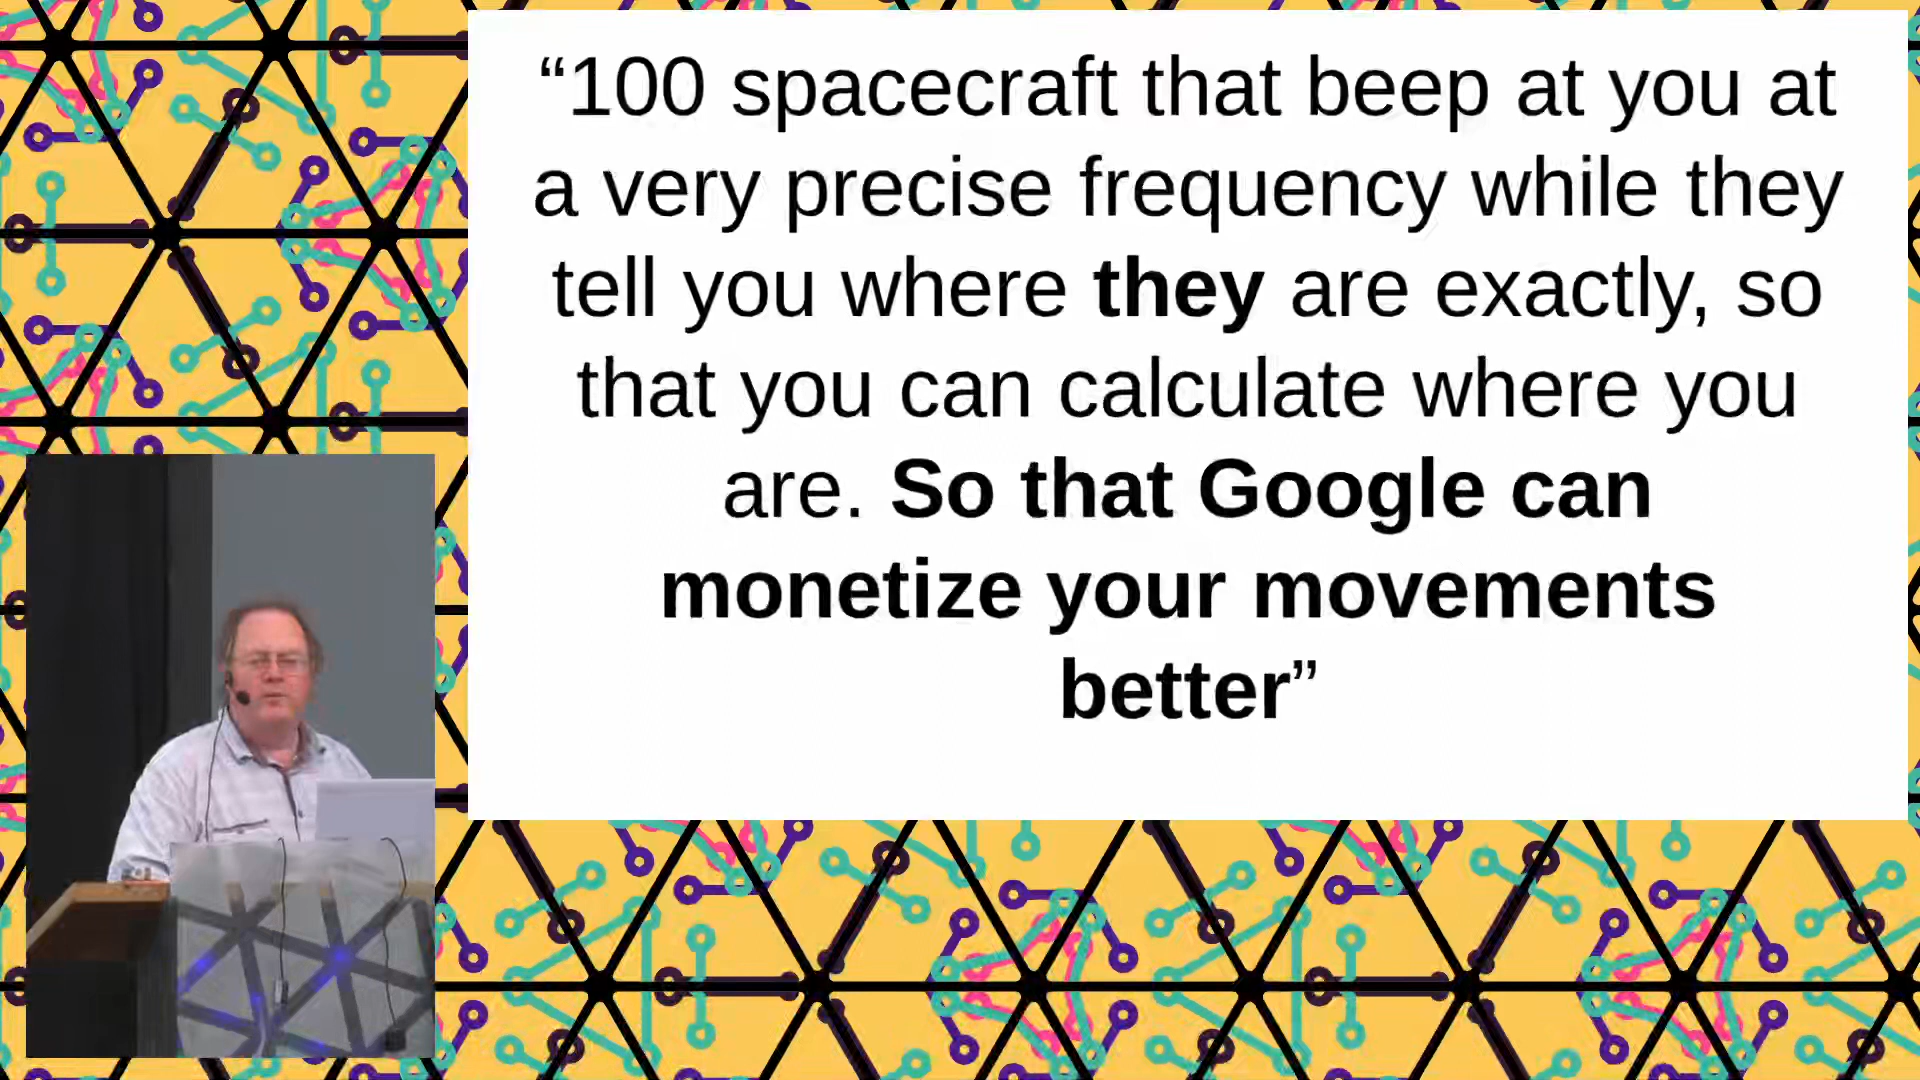 “100 spacecraft that beep at you at
a very precise frequency while they
tell you where they are exactly, so
that you can calculate where you
are. So that Google can
monetize your movements
better”